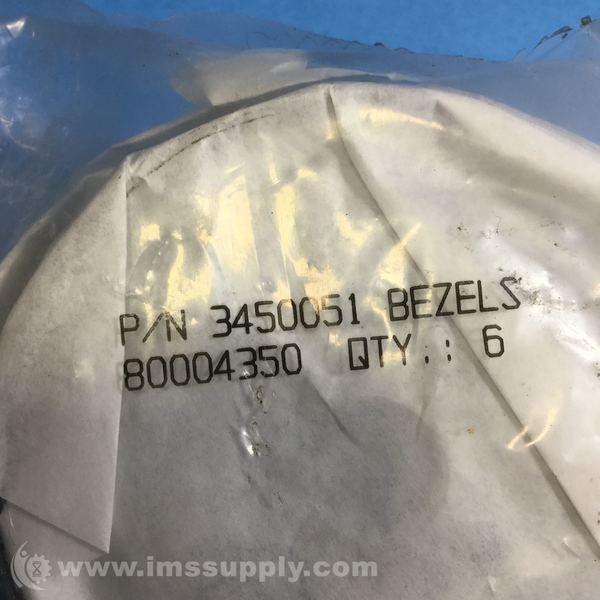 P/N 3450051 BEZELS
80004350 QTY.: 6
www.imssupply.com